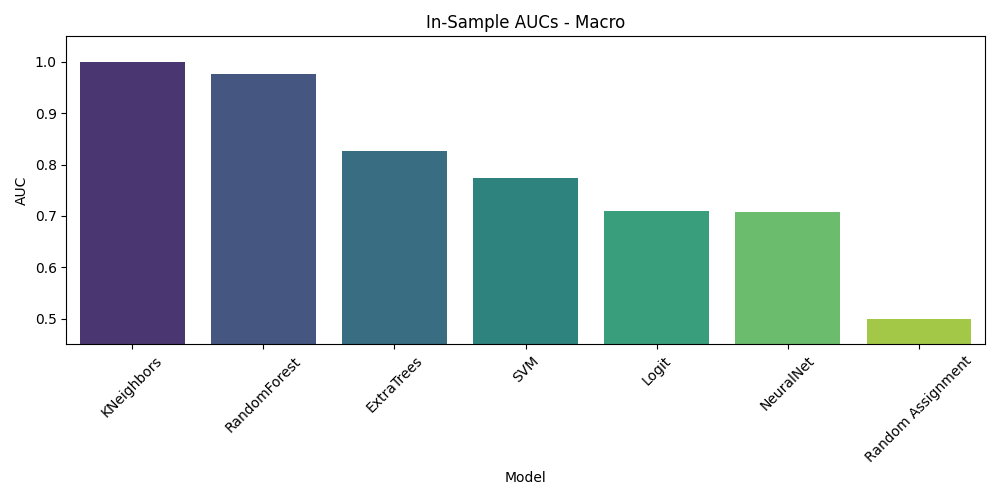 In-Sample AUCs - Macro
AUC
1.0
0.9
0.8
0.7
0.6
0.5
KNeighbors
RandomForest
ExtraTrees
SVM
Logit
NeuralNet
Random Assignment
Model